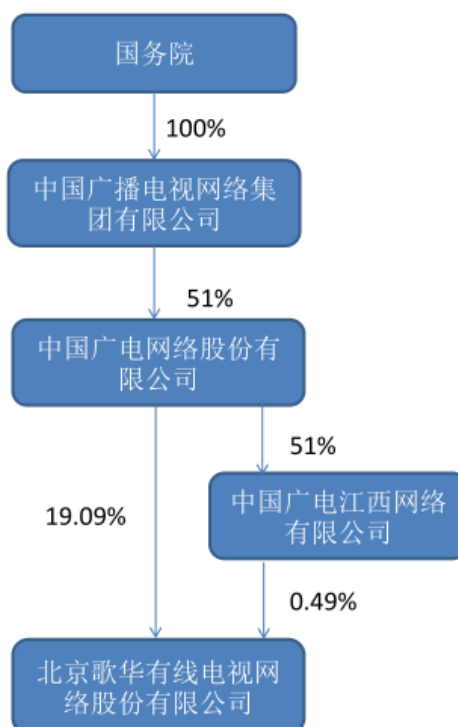 国务院
100%
中国广播电视网络集
团有限公司
51%
中国广电网络股份有
限公司
51%
19.09%
中国广电江西网络
有限公司
0.49%
北京歌华有线电视网
络股份有限公司